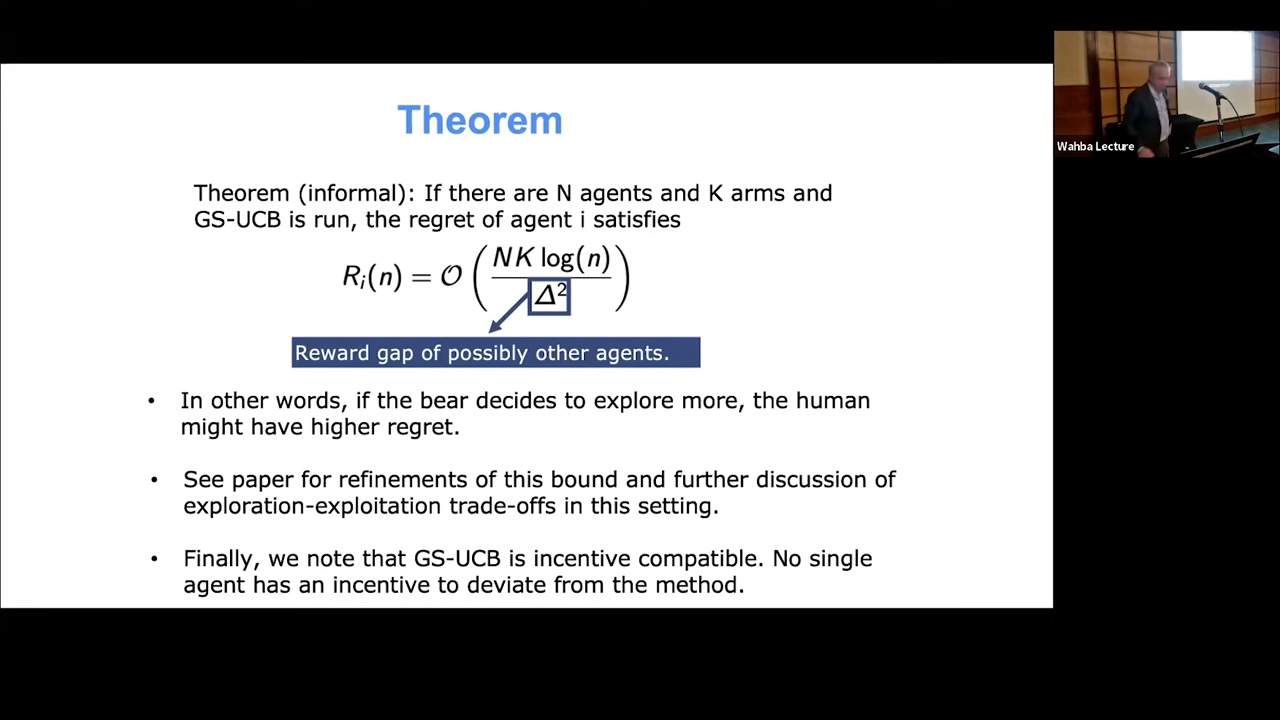 Theorem
Theorem (informal): If there are N agents and K arms and
GS-UCB is run, the regret of agent i satisfies
R_i(n) = O( NK log(n) / Δ² )
Reward gap of possibly other agents.
• In other words, if the bear decides to explore more, the human
might have higher regret.
• See paper for refinements of this bound and further discussion of
exploration-exploitation trade-offs in this setting.
• Finally, we note that GS-UCB is incentive compatible. No single
agent has an incentive to deviate from the method.
Wahba Lecture